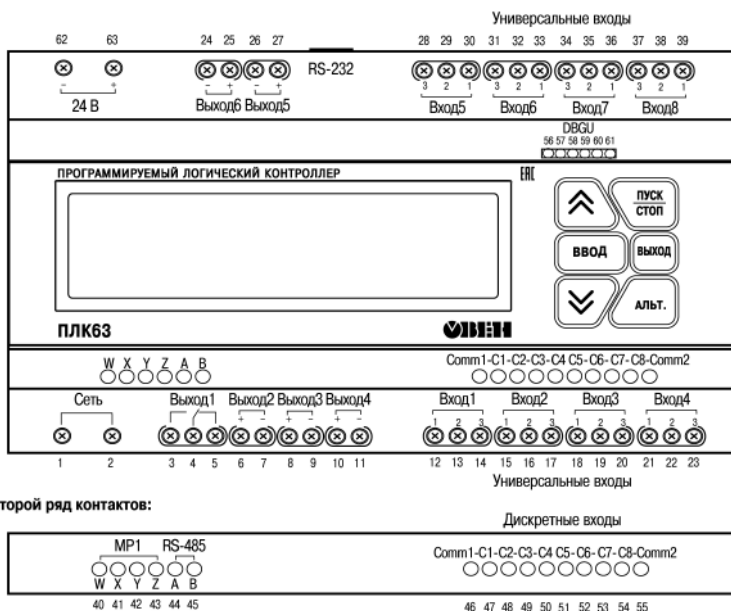 Универсальные входы
62 63 24 25 26 27 28 29 30 31 32 33 34 35 36 37 38 39
RS-232
− + − + − + 3 2 1 3 2 1 3 2 1 3 2 1
24 В Выход6 Выход5 Вход5 Вход6 Вход7 Вход8
DBGU
56 57 58 59 60 61
ПРОГРАММИРУЕМЫЙ ЛОГИЧЕСКИЙ КОНТРОЛЛЕР
EAC
ПУСК
СТОП
ВВОД ВЫХОД
АЛЬТ.
ПЛК63 ОВЕН
W X Y Z A B Comm1-C1-C2-C3-C4 C5-C6-C7-C8-Comm2
Сеть Выход1 Выход2 Выход3 Выход4 Вход1 Вход2 Вход3 Вход4
+ − + − + − 1 2 3 1 2 3 1 2 3 1 2 3
1 2 3 4 5 6 7 8 9 10 11 12 13 14 15 16 17 18 19 20 21 22 23
Универсальные входы
торой ряд контактов:
Дискретные входы
МР1 RS-485 Comm1-C1-C2-C3-C4 C5-C6-C7-C8-Comm2
W X Y Z A B
40 41 42 43 44 45 46 47 48 49 50 51 52 53 54 55